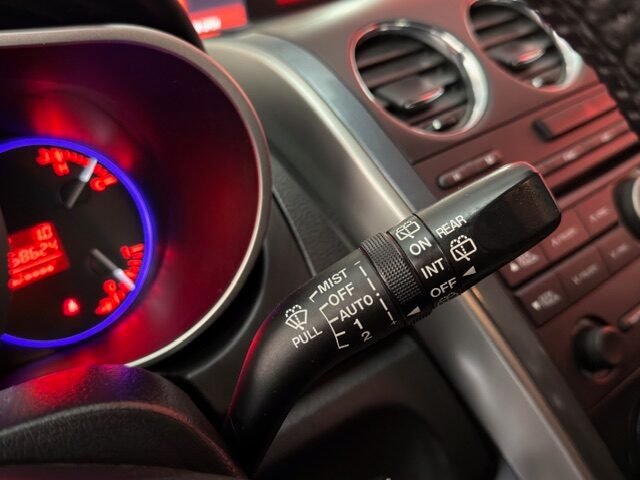 MIST
OFF
AUTO
1
2
PULL
ON REAR
INT
OFF
- +